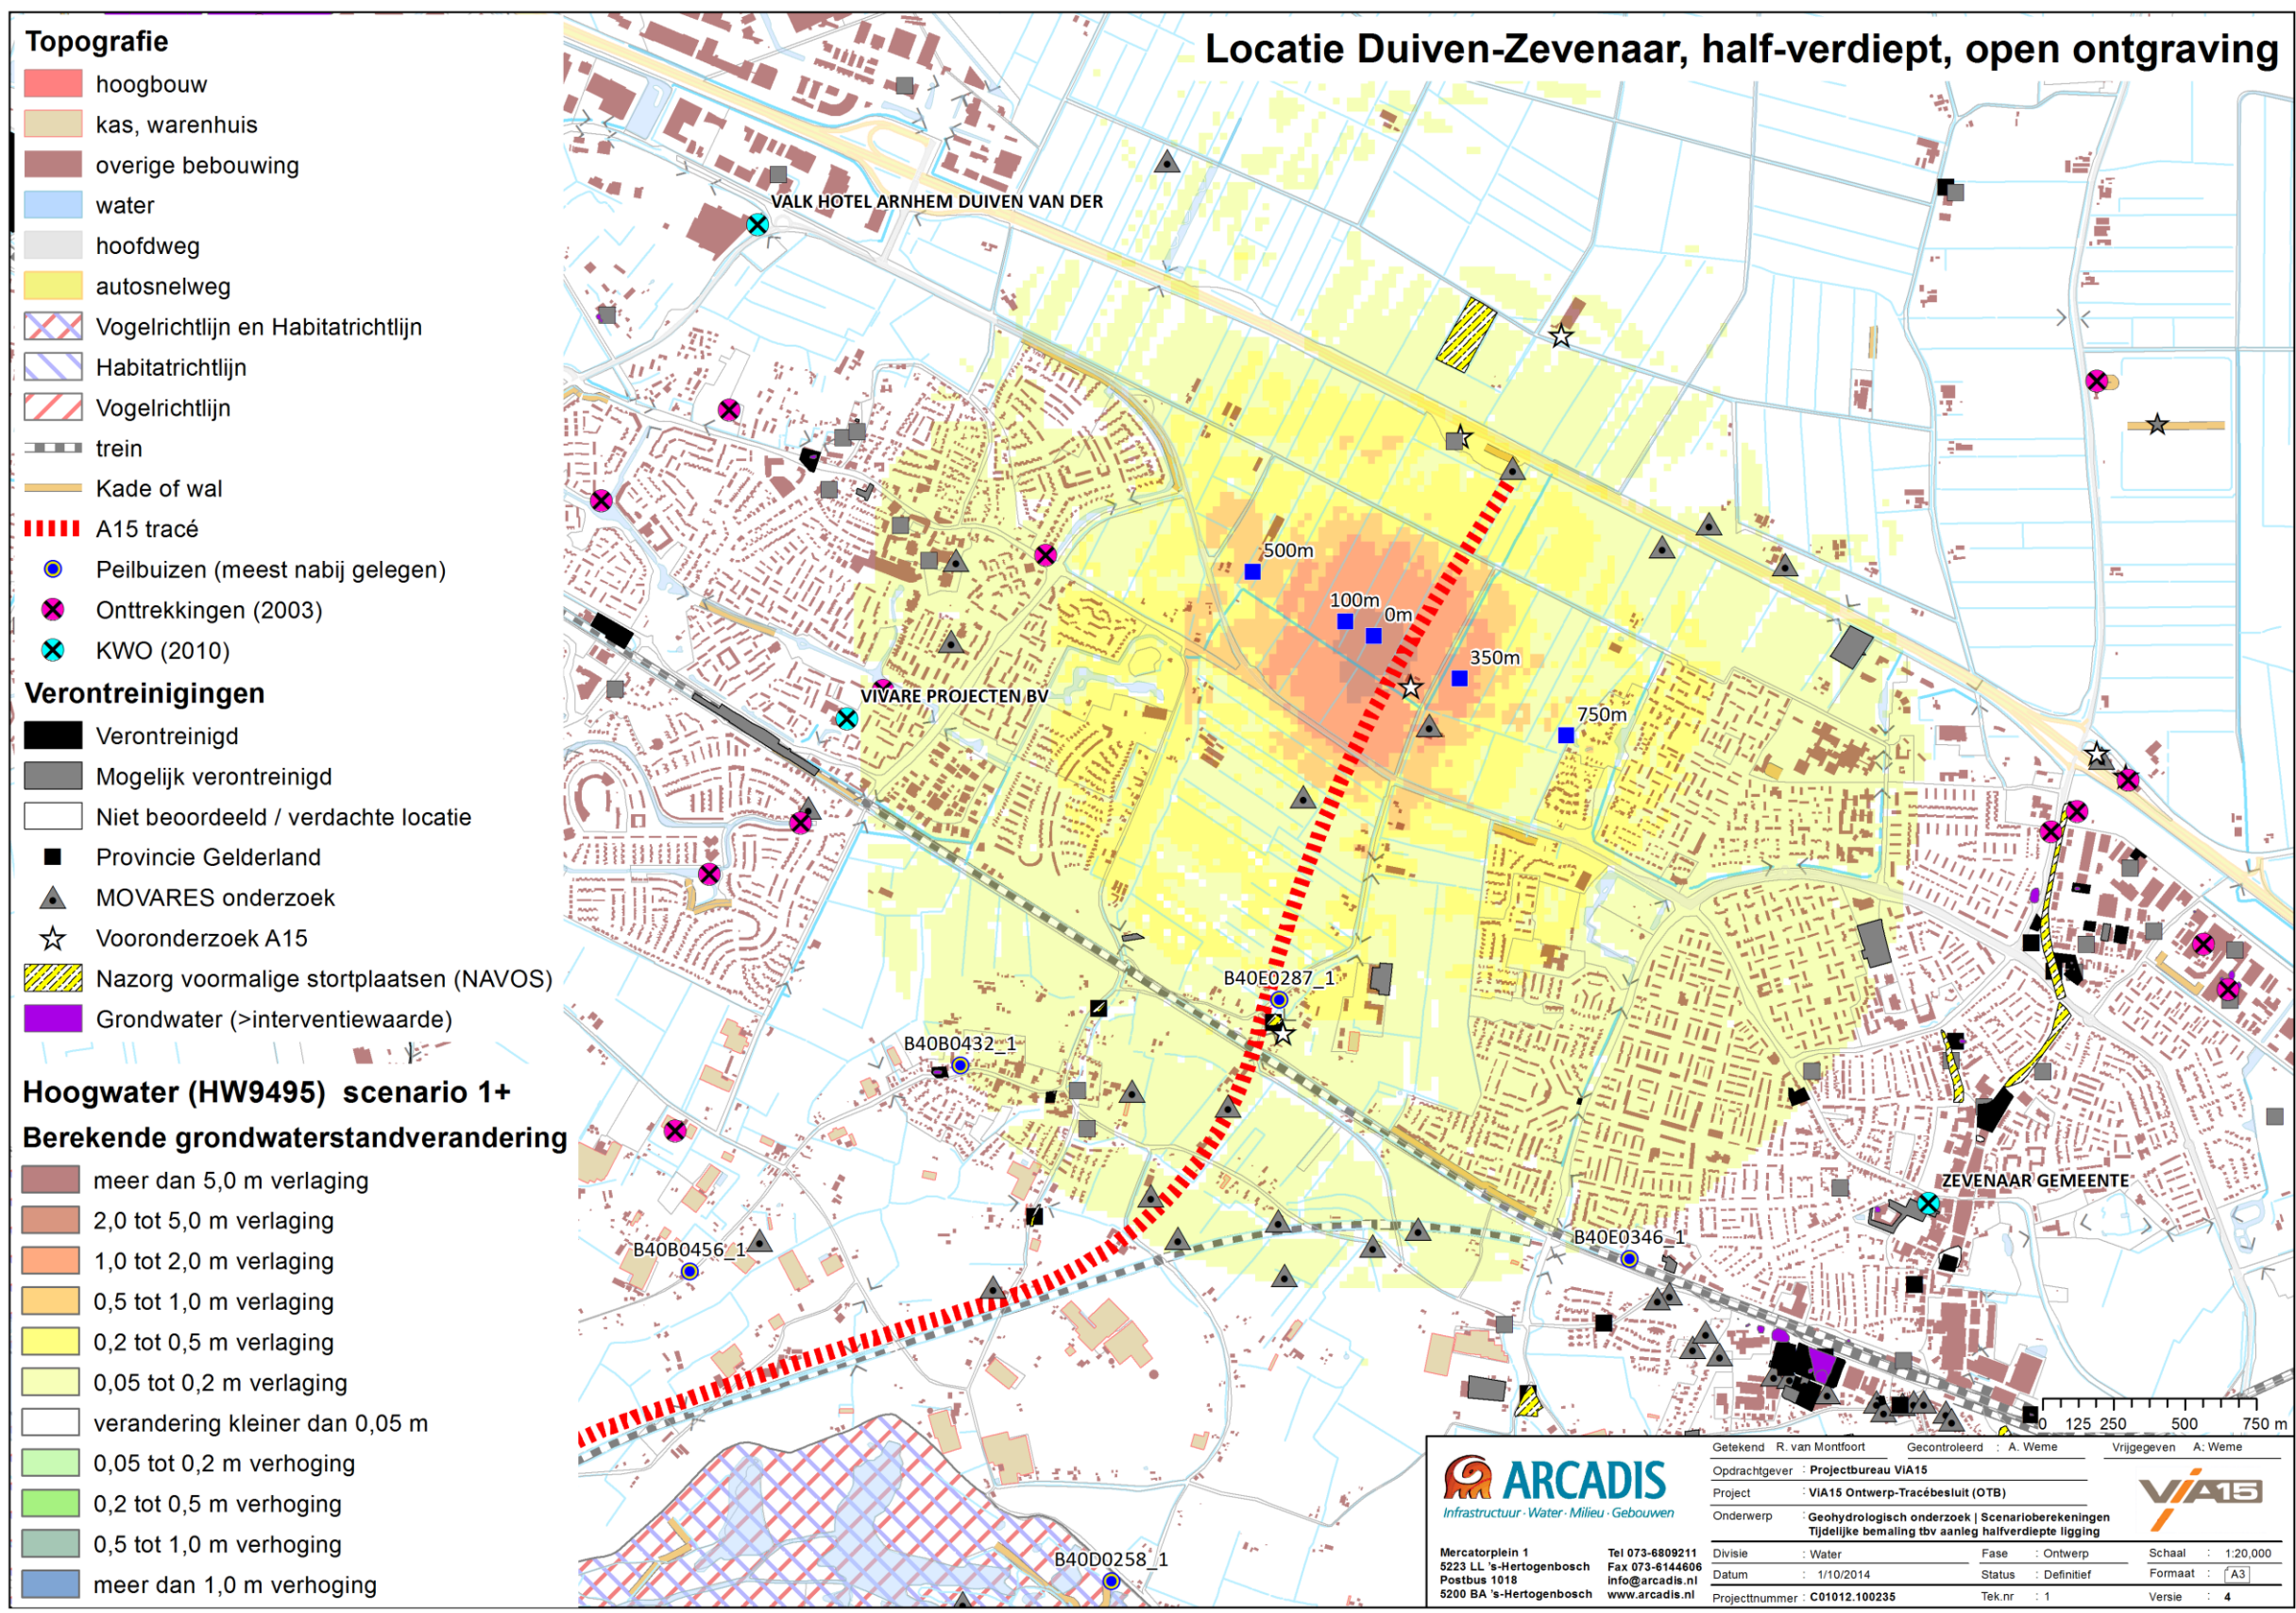 Locatie Duiven-Zevenaar, half-verdiept, open ontgraving
Topografie
hoogbouw
kas, warenhuis
overige bebouwing
water
hoofdweg
autosnelweg
Vogelrichtlijn en Habitatrichtlijn
Habitatrichtlijn
Vogelrichtlijn
trein
Kade of wal
A15 tracé
Peilbuizen (meest nabij gelegen)
Onttrekkingen (2003)
KWO (2010)
Verontreinigingen
Verontreinigd
Mogelijk verontreinigd
Niet beoordeeld / verdachte locatie
Provincie Gelderland
MOVARES onderzoek
Vooronderzoek A15
Nazorg voormalige stortplaatsen (NAVOS)
Grondwater (>interventiewaarde)
Hoogwater (HW9495) scenario 1+
Berekende grondwaterstandverandering
meer dan 5,0 m verlaging
2,0 tot 5,0 m verlaging
1,0 tot 2,0 m verlaging
0,5 tot 1,0 m verlaging
0,2 tot 0,5 m verlaging
0,05 tot 0,2 m verlaging
verandering kleiner dan 0,05 m
0,05 tot 0,2 m verhoging
0,2 tot 0,5 m verhoging
0,5 tot 1,0 m verhoging
meer dan 1,0 m verhoging
VALK HOTEL ARNHEM DUIVEN VAN DER
500m
100m
0m
350m
VIVARE PROJECTEN BV
750m
B40E0287_1
B40B0432_1
ZEVENAAR GEMEENTE
B40E0346_1
B40B0456_1
B40D0258_1
0 125 250 500 750 m
ARCADIS
Infrastructuur · Water · Milieu · Gebouwen
Mercatorplein 1
5223 LL 's-Hertogenbosch
Postbus 1018
5200 BA 's-Hertogenbosch
Tel 073-6809211
Fax 073-6144606
info@arcadis.nl
www.arcadis.nl
Getekend R. van Montfoort Gecontroleerd : A. Weme Vrijgegeven A: Weme
Opdrachtgever : Projectbureau ViA15
Project : ViA15 Ontwerp-Tracébesluit (OTB)
Onderwerp : Geohydrologisch onderzoek | Scenarioberekeningen
Tijdelijke bemaling tbv aanleg halfverdiepte ligging
ViA15
Divisie : Water Fase : Ontwerp Schaal : 1:20,000
Datum : 1/10/2014 Status : Definitief Formaat : A3
Projecttnummer : C01012.100235 Tek.nr : 1 Versie : 4